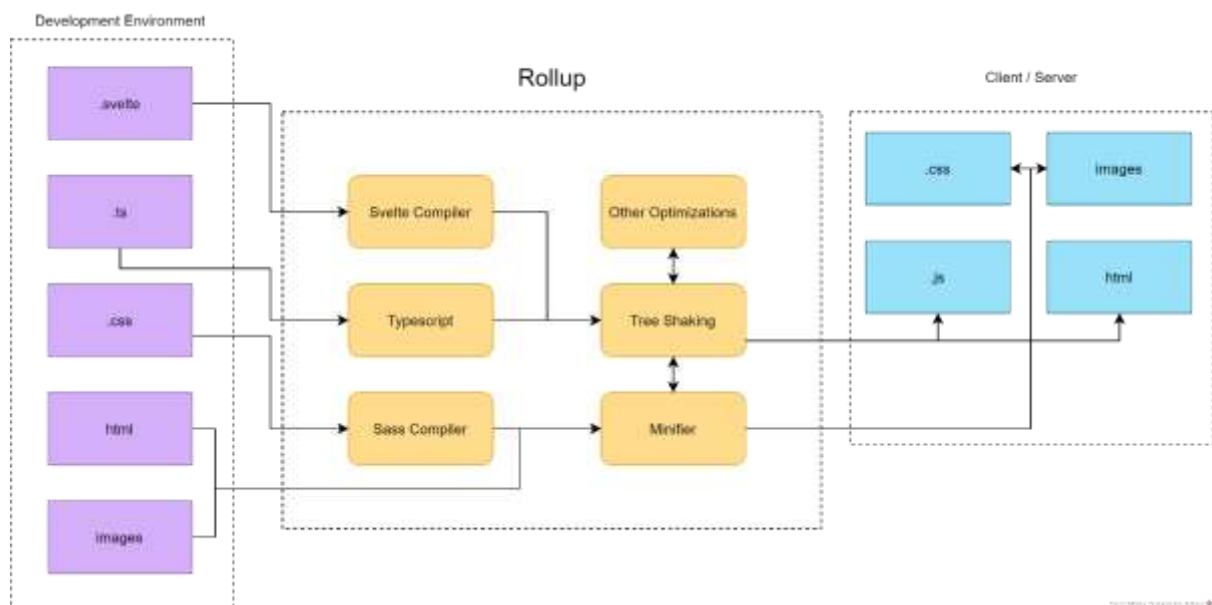 Development Environment
Rollup
Client / Server
.svelte
.ts
.css
html
images
Svelte Compiler
Typescript
Sass Compiler
Other Optimizations
Tree Shaking
Minifier
.css
images
.js
html